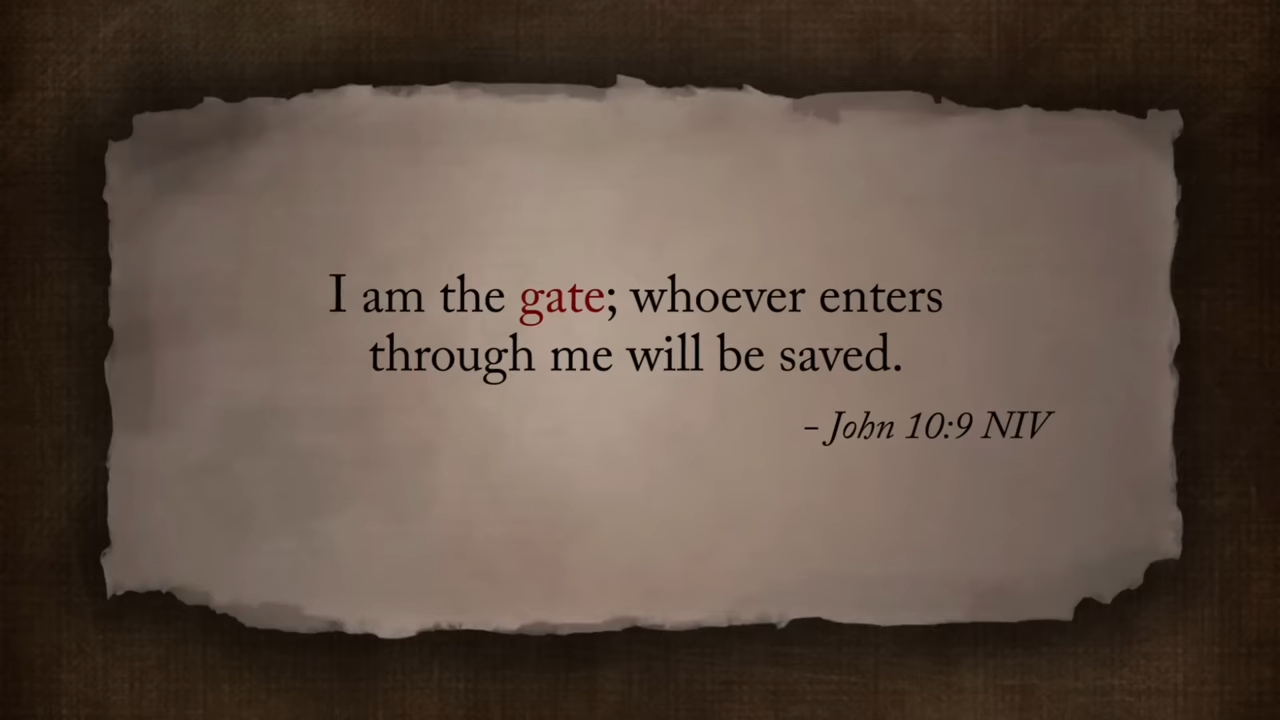 I am the gate; whoever enters
through me will be saved.
- John 10:9 NIV